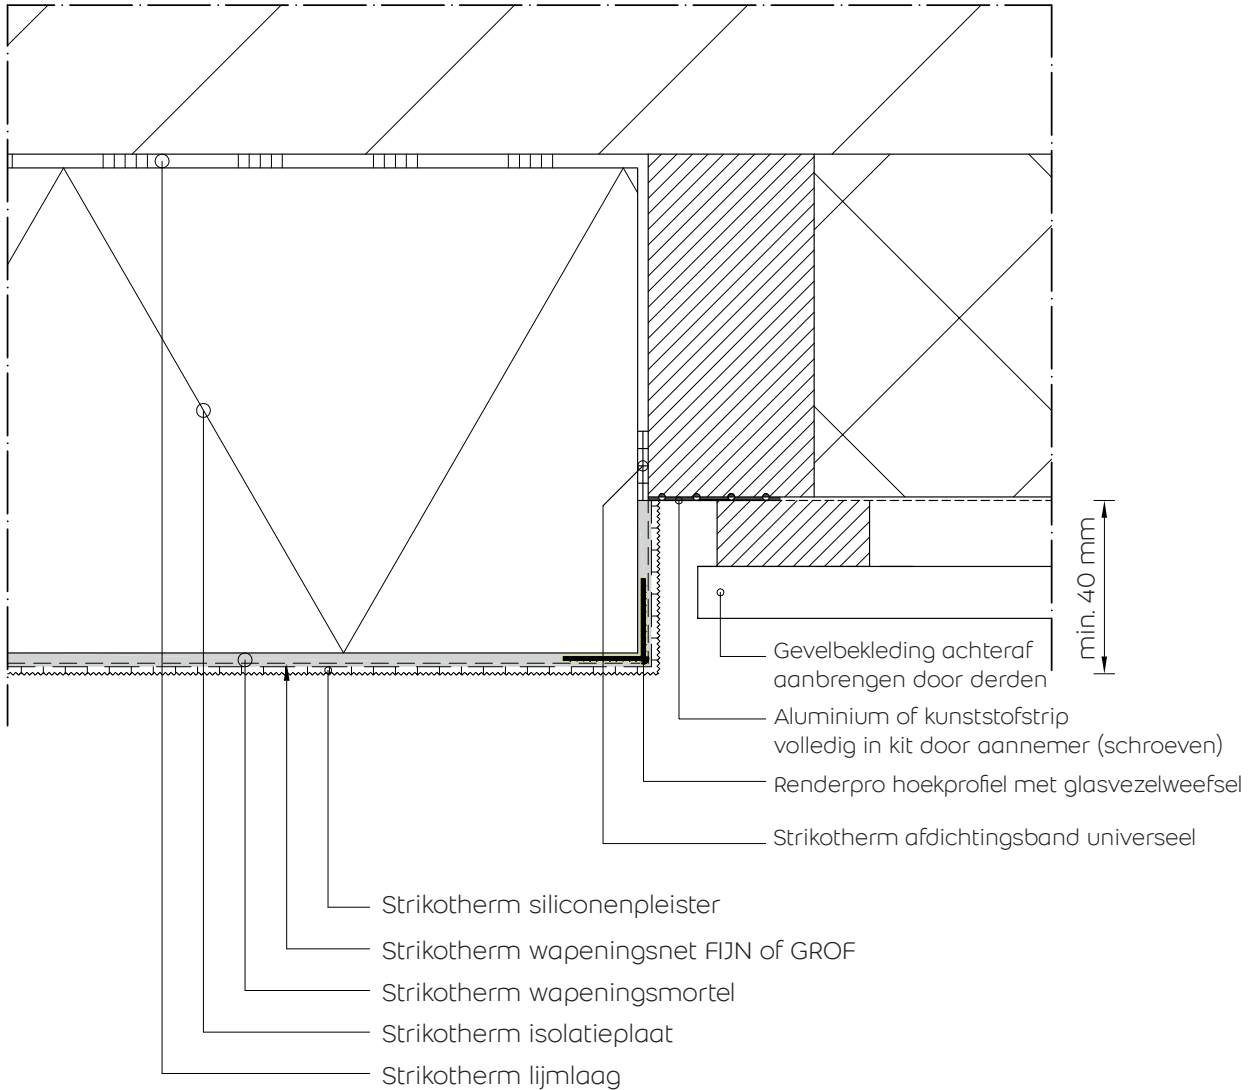 min. 40 mm
Gevelbekleding achteraf
aanbrengen door derden
Aluminium of kunststofstrip
volledig in kit door aannemer (schroeven)
Renderpro hoekprofiel met glasvezelweefsel
Strikotherm afdichtingsband universeel
Strikotherm siliconenpleister
Strikotherm wapeningsnet FIJN of GROF
Strikotherm wapeningsmortel
Strikotherm isolatieplaat
Strikotherm lijmlaag